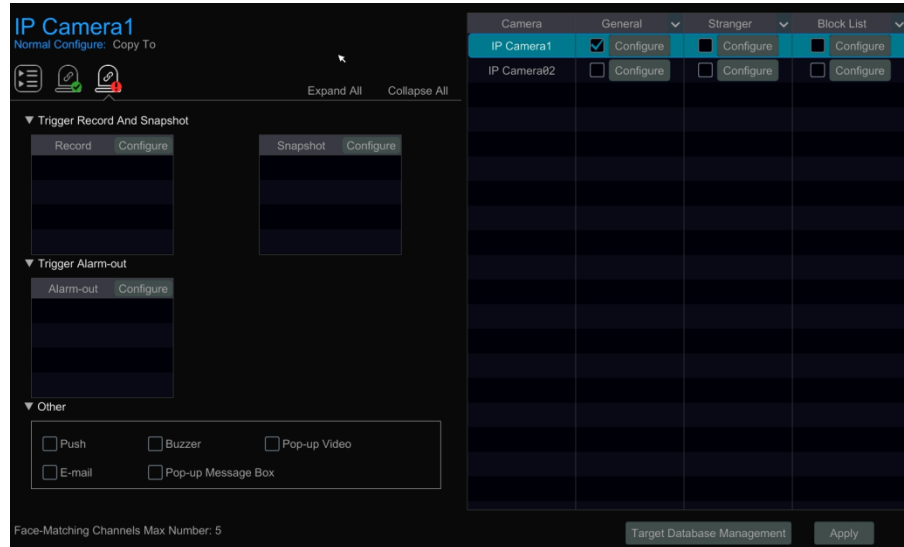 IP Camera1
Normal Configure: Copy To
Expand All Collapse All
Trigger Record And Snapshot
Record Configure
Snapshot Configure
Trigger Alarm-out
Alarm-out Configure
Other
Push Buzzer Pop-up Video
E-mail Pop-up Message Box
Face-Matching Channels Max Number: 5
Camera General Stranger Block List
IP Camera1 Configure Configure Configure
IP Camera02 Configure Configure Configure
Target Database Management Apply